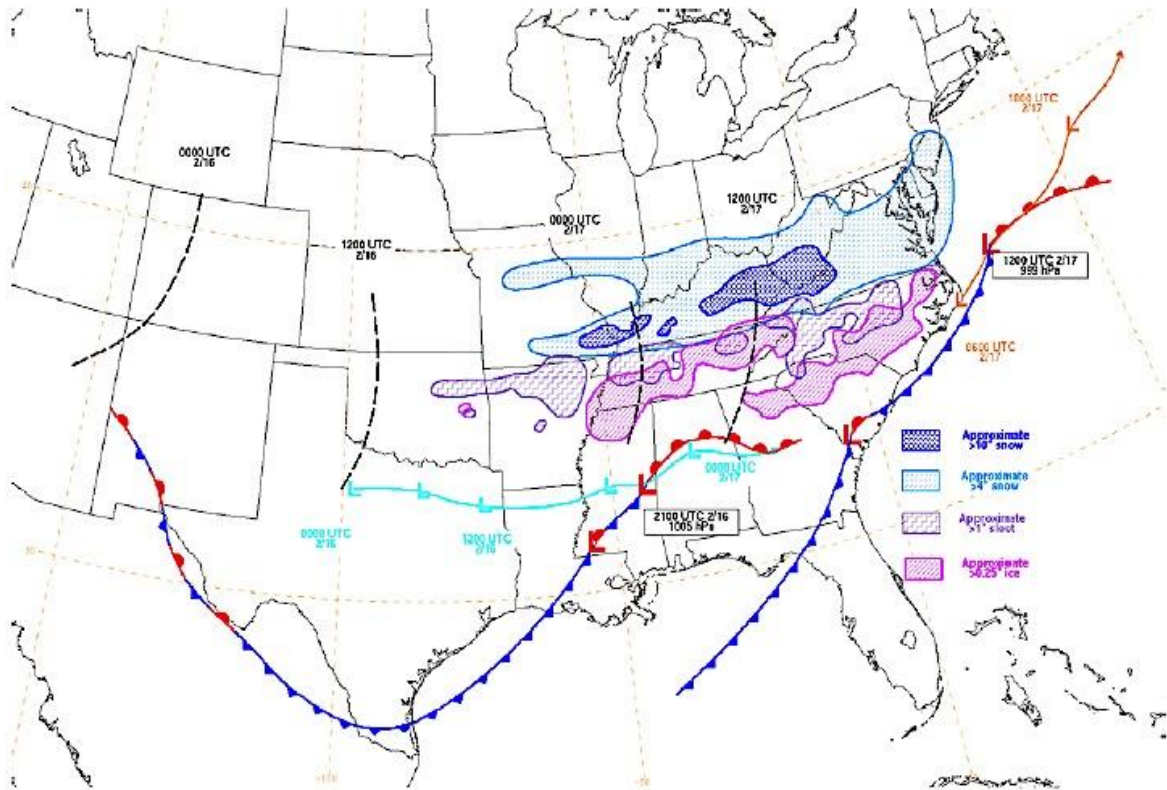 1000 UTC
2/17
0000 UTC
2/16
1200 UTC
2/17
0000 UTC
2/17
1200 UTC
2/16
1200 UTC 2/17
999 hPa
0600 UTC
2/17
Approximate
>10" snow
Approximate
>4" snow
Approximate
>1" sleet
Approximate
>0.25" ice
0000 UTC
2/17
2100 UTC 2/16
1005 hPa
0000 UTC
2/16
1200 UTC
2/16
L
L
L
L
L
L
L
L
L
L
L